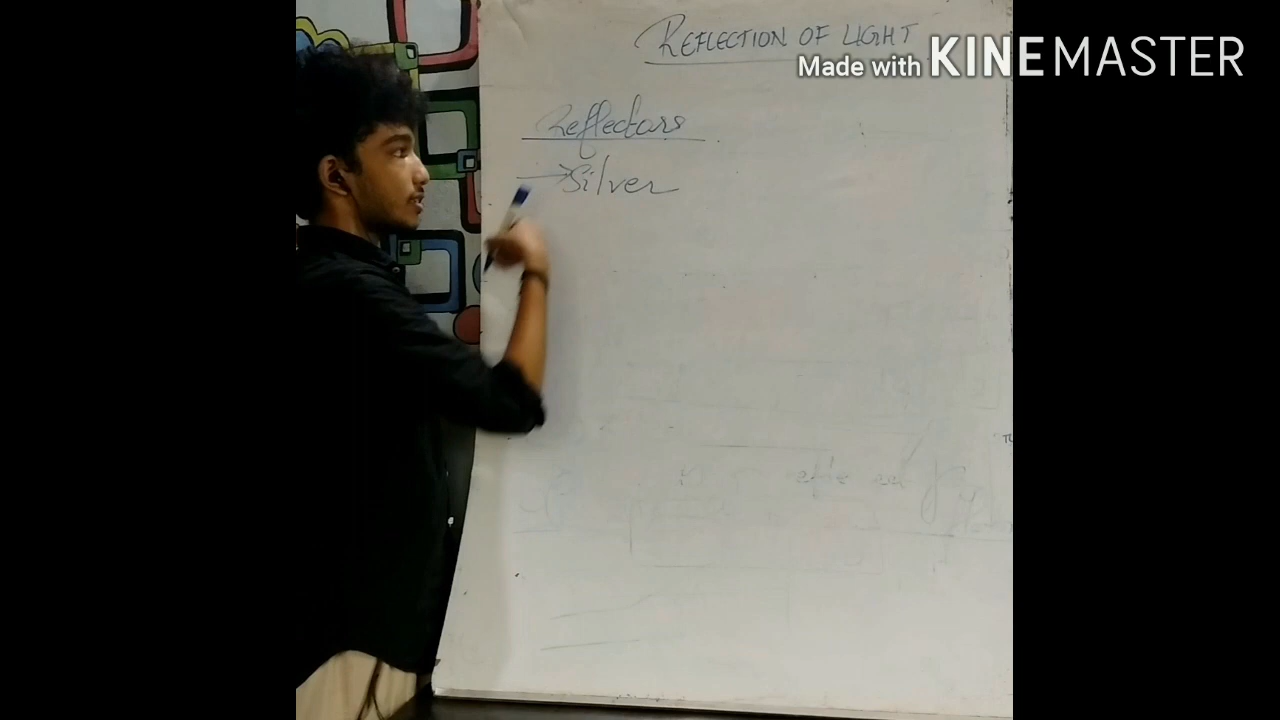 REFLECTION OF LIGHT
Made with KINEMASTER
Reflectors
→ Silver